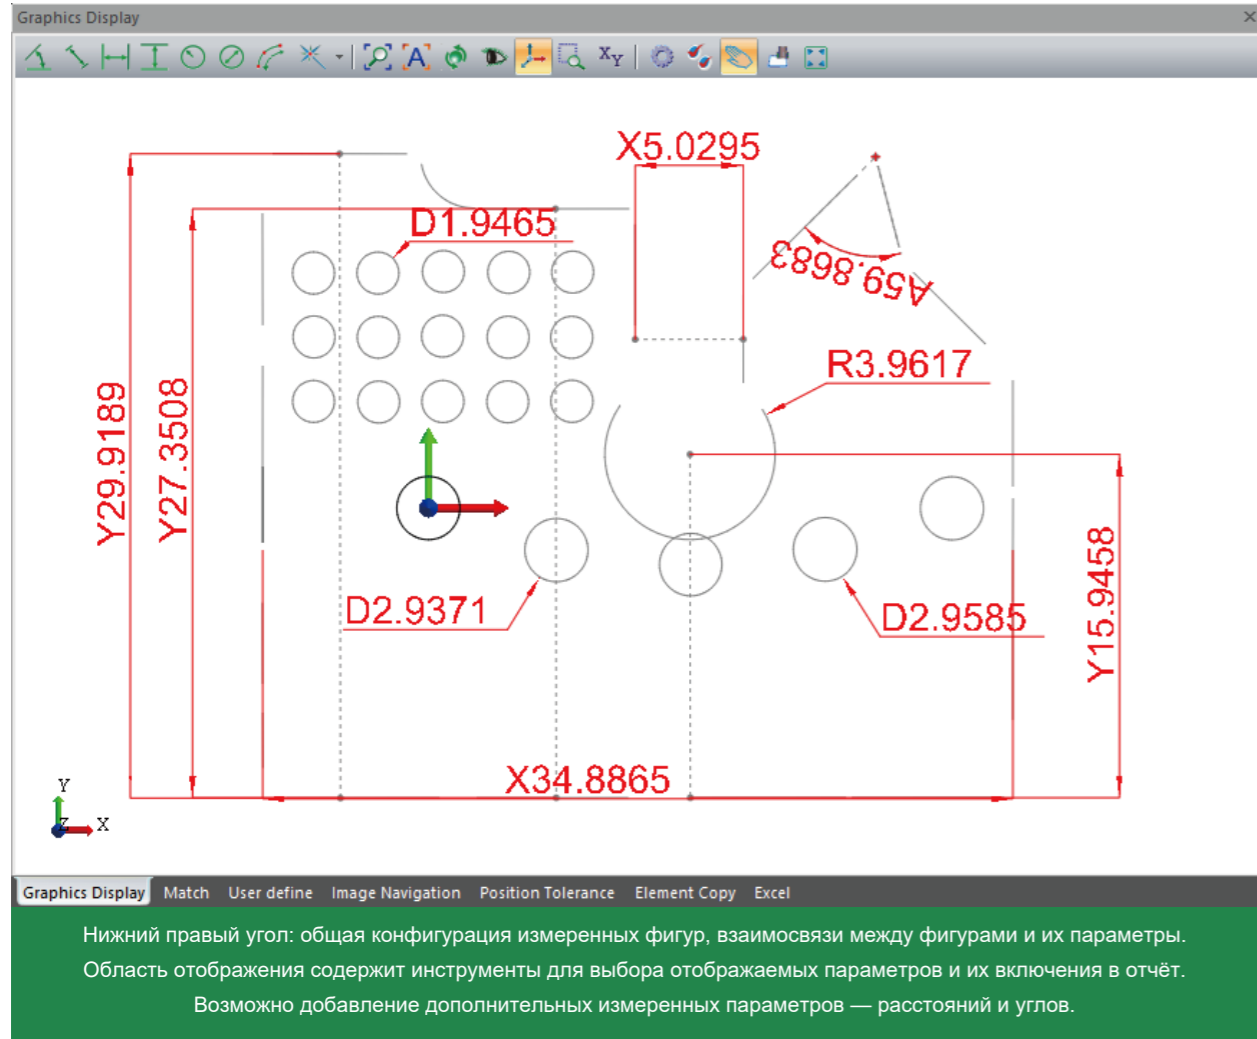 Graphics Display
A
XY
X5.0295
D1.9465
A59.8683
R3.9617
Y29.9189
Y27.3508
D2.9371
D2.9585
Y15.9458
X34.8865
Y
Z X
Graphics Display Match User define Image Navigation Position Tolerance Element Copy Excel
Нижний правый угол: общая конфигурация измеренных фигур, взаимосвязи между фигурами и их параметры.
Область отображения содержит инструменты для выбора отображаемых параметров и их включения в отчёт.
Возможно добавление дополнительных измеренных параметров — расстояний и углов.